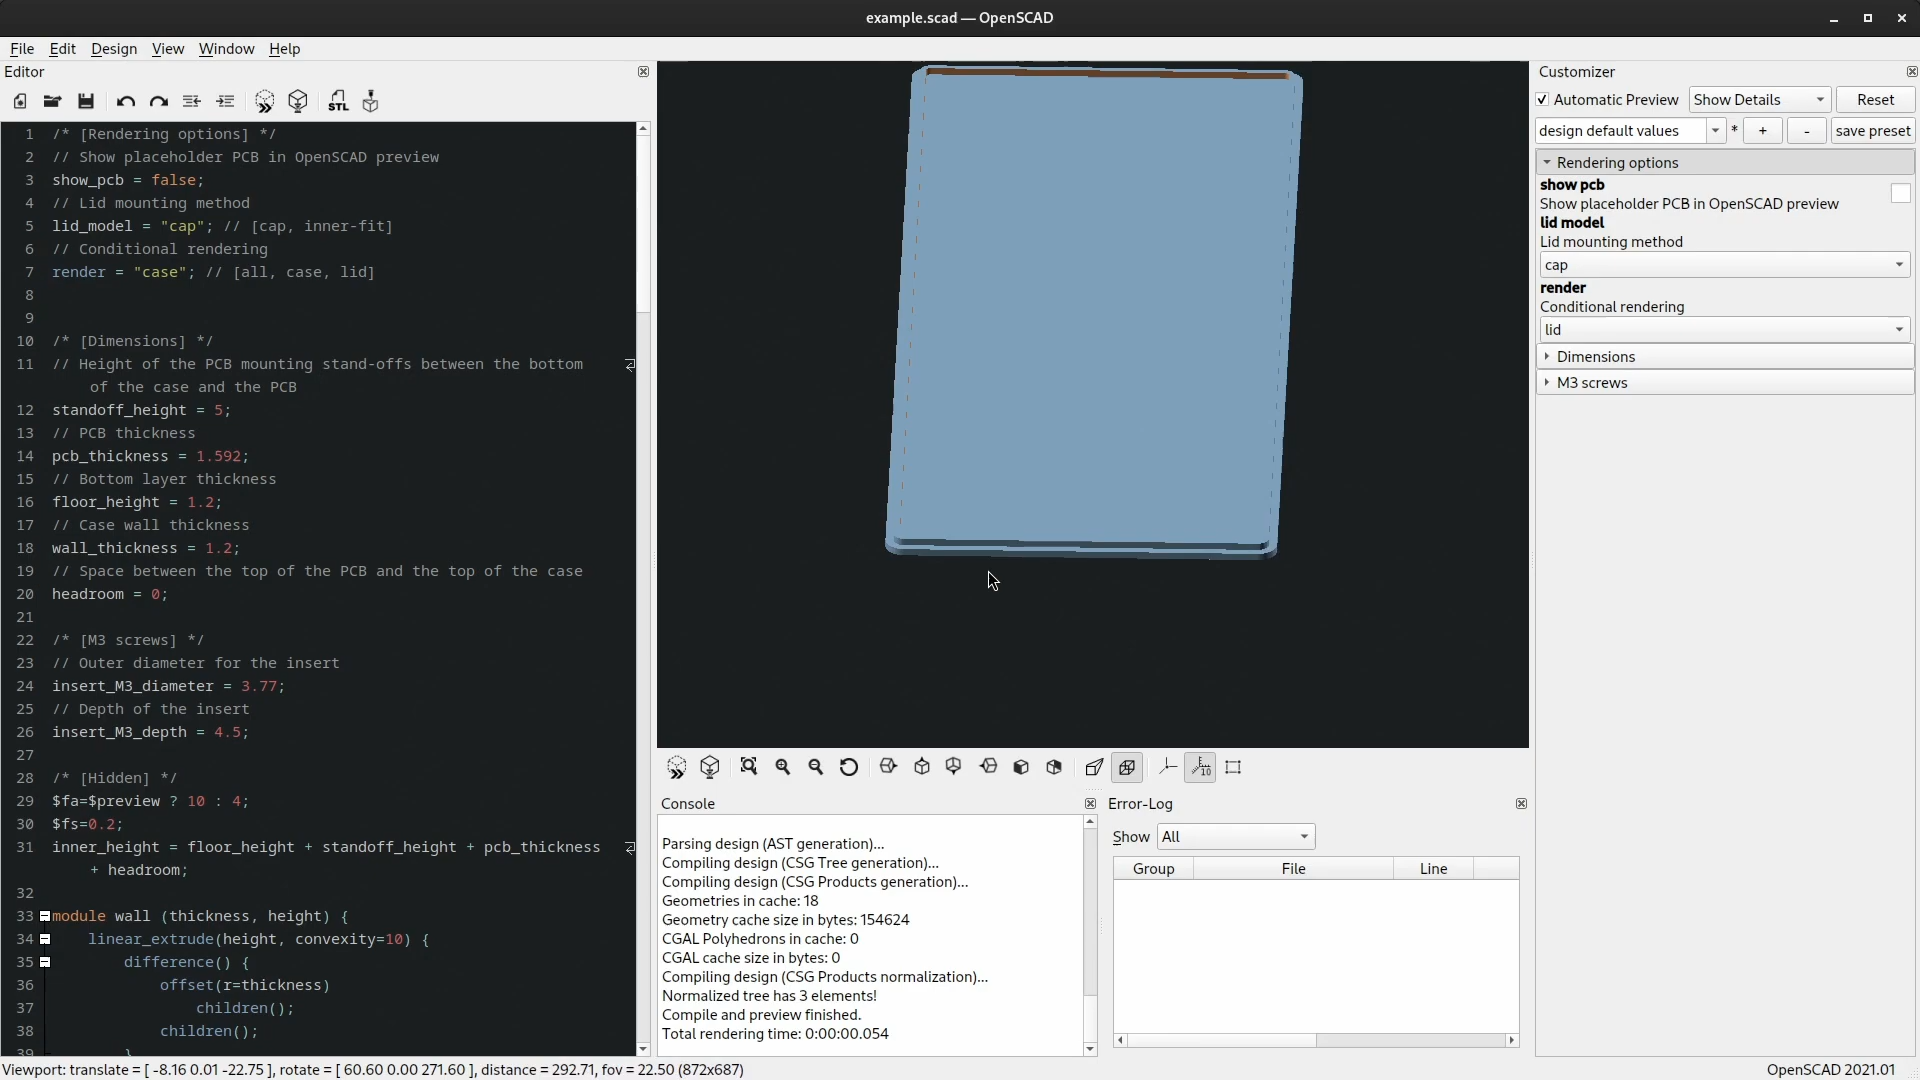 example.scad — OpenSCAD
File Edit Design View Window Help
Editor
STL
1 /* [Rendering options] */
2 // Show placeholder PCB in OpenSCAD preview
3 show_pcb = false;
4 // Lid mounting method
5 lid_model = "cap"; // [cap, inner-fit]
6 // Conditional rendering
7 render = "case"; // [all, case, lid]
8
9
10 /* [Dimensions] */
11 // Height of the PCB mounting stand-offs between the bottom
of the case and the PCB
12 standoff_height = 5;
13 // PCB thickness
14 pcb_thickness = 1.592;
15 // Bottom layer thickness
16 floor_height = 1.2;
17 // Case wall thickness
18 wall_thickness = 1.2;
19 // Space between the top of the PCB and the top of the case
20 headroom = 0;
21
22 /* [M3 screws] */
23 // Outer diameter for the insert
24 insert_M3_diameter = 3.77;
25 // Depth of the insert
26 insert_M3_depth = 4.5;
27
28 /* [Hidden] */
29 $fa=$preview ? 10 : 4;
30 $fs=0.2;
31 inner_height = floor_height + standoff_height + pcb_thickness
+ headroom;
32
33 module wall (thickness, height) {
34 linear_extrude(height, convexity=10) {
35 difference() {
36 offset(r=thickness)
37 children();
38 children();
39 }
10
Console
Parsing design (AST generation)...
Compiling design (CSG Tree generation)...
Compiling design (CSG Products generation)...
Geometries in cache: 18
Geometry cache size in bytes: 154624
CGAL Polyhedrons in cache: 0
CGAL cache size in bytes: 0
Compiling design (CSG Products normalization)...
Normalized tree has 3 elements!
Compile and preview finished.
Total rendering time: 0:00:00.054
Error-Log
Show All
Group File Line
Customizer
Automatic Preview Show Details Reset
design default values * + - save preset
Rendering options
show pcb
Show placeholder PCB in OpenSCAD preview
lid model
Lid mounting method
cap
render
Conditional rendering
lid
Dimensions
M3 screws
Viewport: translate = [ -8.16 0.01 -22.75 ], rotate = [ 60.60 0.00 271.60 ], distance = 292.71, fov = 22.50 (872x687)
OpenSCAD 2021.01